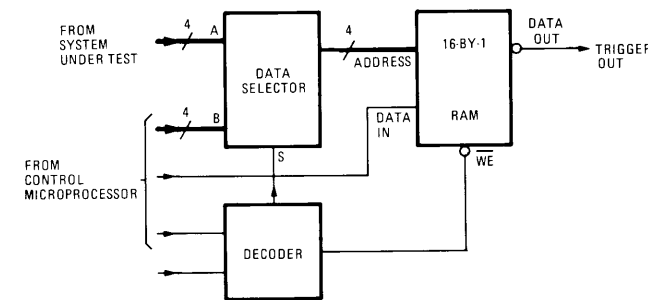 FROM
SYSTEM
UNDER TEST
4
A
DATA
SELECTOR
4
ADDRESS
16-BY-1
RAM
DATA
OUT
TRIGGER
OUT
4
B
DATA
IN
S
WE
FROM
CONTROL
MICROPROCESSOR
DECODER